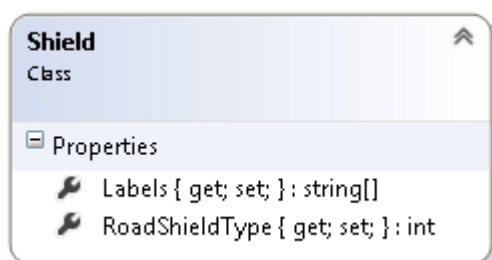 Shield
Class
Properties
Labels { get; set; } : string[]
RoadShieldType { get; set; } : int